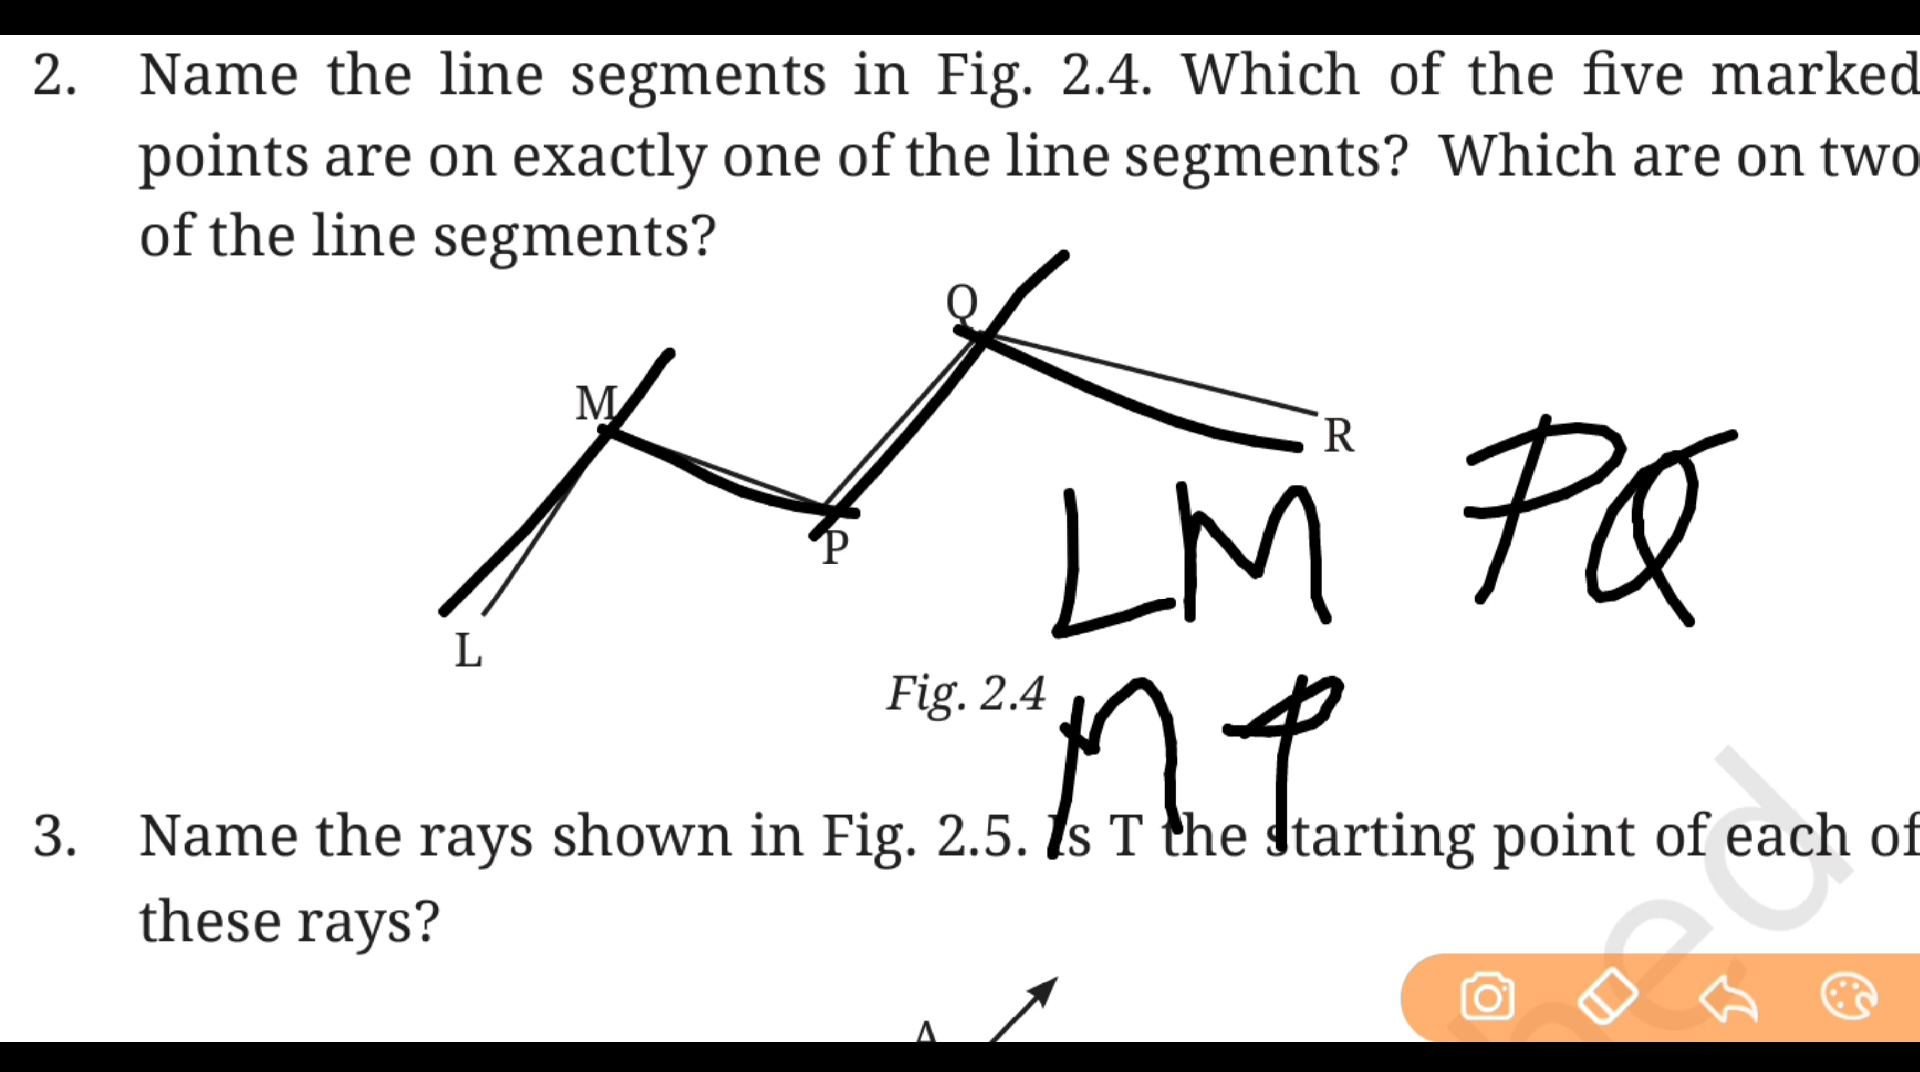 2. Name the line segments in Fig. 2.4. Which of the five marked
points are on exactly one of the line segments? Which are on two
of the line segments?
Q
M
R
P
L
LM PQ
Fig. 2.4
MP
3. Name the rays shown in Fig. 2.5. Is T the starting point of each of
these rays?
A